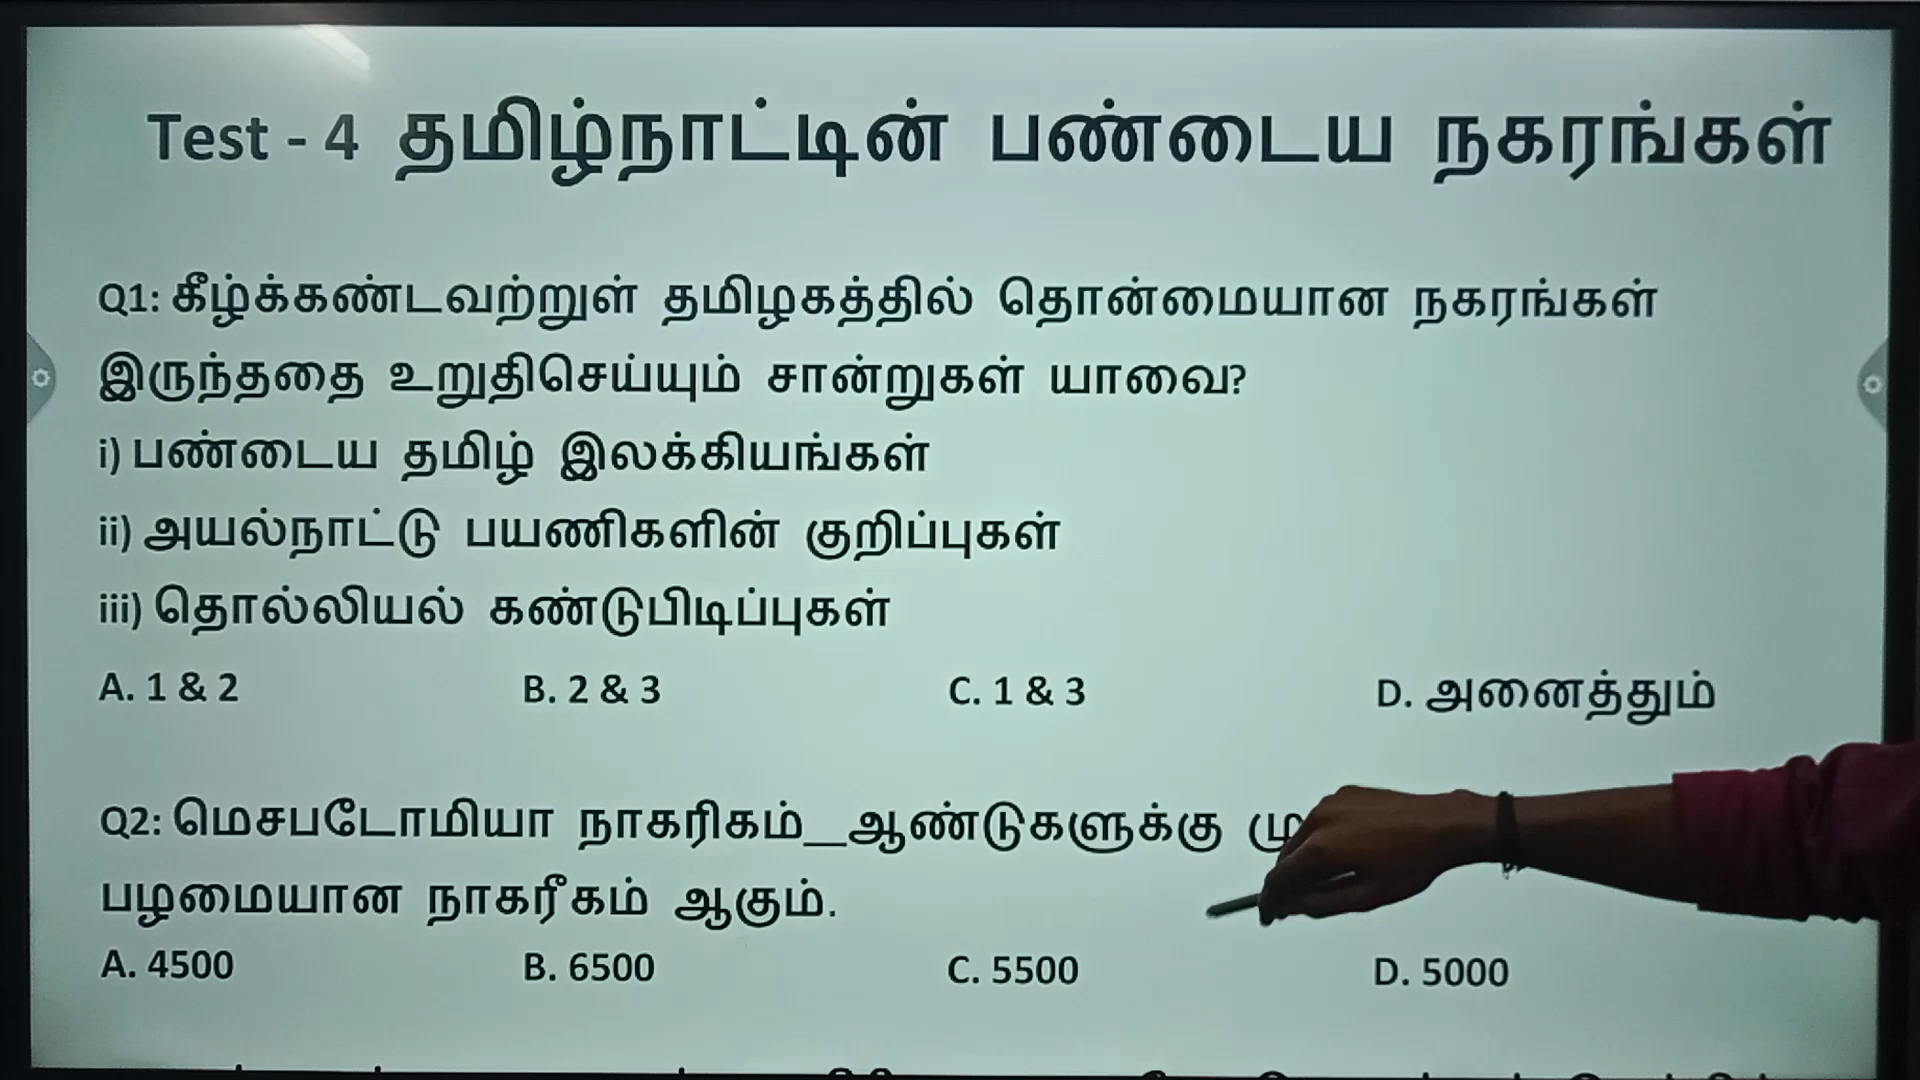 Test - 4 தமிழ்நாட்டின் பண்டைய நகரங்கள்
Q1: கீழ்க்கண்டவற்றுள் தமிழகத்தில் தொன்மையான நகரங்கள்
இருந்ததை உறுதிசெய்யும் சான்றுகள் யாவை?
i) பண்டைய தமிழ் இலக்கியங்கள்
ii) அயல்நாட்டு பயணிகளின் குறிப்புகள்
iii) தொல்லியல் கண்டுபிடிப்புகள்
A. 1 & 2 B. 2 & 3 C. 1 & 3 D. அனைத்தும்
Q2: மெசபடோமியா நாகரிகம்__ஆண்டுகளுக்கு
பழமையான நாகரீகம் ஆகும்.
A. 4500 B. 6500 C. 5500 D. 5000